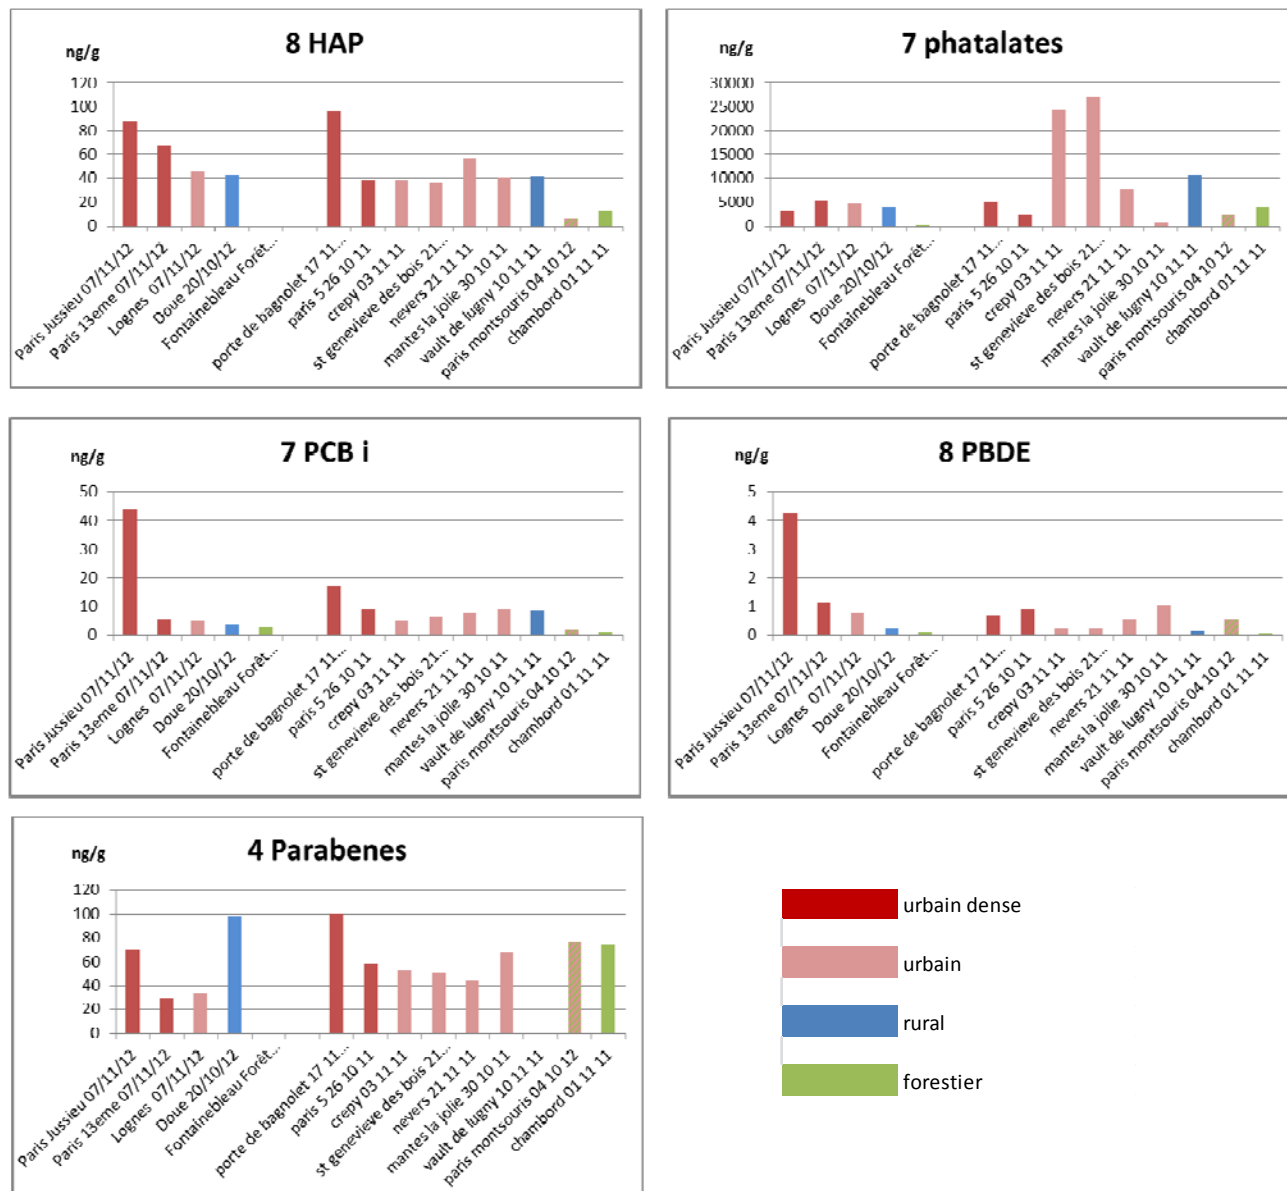 8 HAP
ng/g
120
100
80
60
40
20
0
Paris Jussieu 07/11/12
Paris 13eme 07/11/12
Lognes 07/11/12
Doue 20/10/12
Fontainebleau Forêt...
porte de bagnolet 17 11...
paris 5 26 10 11
crepy 03 11 11
st genevieve des bois 21...
nevers 21 11 11
mantes la jolie 30 10 11
vault de lugny 10 11 11
paris montsouris 04 10 12
chambord 01 11 11
7 phatalates
ng/g
30000
25000
20000
15000
10000
5000
0
Paris Jussieu 07/11/12
Paris 13eme 07/11/12
Lognes 07/11/12
Doue 20/10/12
Fontainebleau Forêt...
porte de bagnolet 17 11...
paris 5 26 10 11
crepy 03 11 11
st genevieve des bois 21...
nevers 21 11 11
mantes la jolie 30 10 11
vault de lugny 10 11 11
paris montsouris 04 10 12
chambord 01 11 11
7 PCB i
ng/g
50
40
30
20
10
0
Paris Jussieu 07/11/12
Paris 13eme 07/11/12
Lognes 07/11/12
Doue 20/10/12
Fontainebleau Forêt...
porte de bagnolet 17 11...
paris 5 26 10 11
crepy 03 11 11
st genevieve des bois 21...
nevers 21 11 11
mantes la jolie 30 10 11
vault de lugny 10 11 11
paris montsouris 04 10 12
chambord 01 11 11
8 PBDE
ng/g
5
4
3
2
1
0
Paris Jussieu 07/11/12
Paris 13eme 07/11/12
Lognes 07/11/12
Doue 20/10/12
Fontainebleau Forêt...
porte de bagnolet 17 11...
paris 5 26 10 11
crepy 03 11 11
st genevieve des bois 21...
nevers 21 11 11
mantes la jolie 30 10 11
vault de lugny 10 11 11
paris montsouris 04 10 12
chambord 01 11 11
4 Parabenes
ng/g
120
100
80
60
40
20
0
Paris Jussieu 07/11/12
Paris 13eme 07/11/12
Lognes 07/11/12
Doue 20/10/12
Fontainebleau Forêt...
porte de bagnolet 17 11...
paris 5 26 10 11
crepy 03 11 11
st genevieve des bois 21...
nevers 21 11 11
mantes la jolie 30 10 11
vault de lugny 10 11 11
paris montsouris 04 10 12
chambord 01 11 11
urbain dense
urbain
rural
forestier